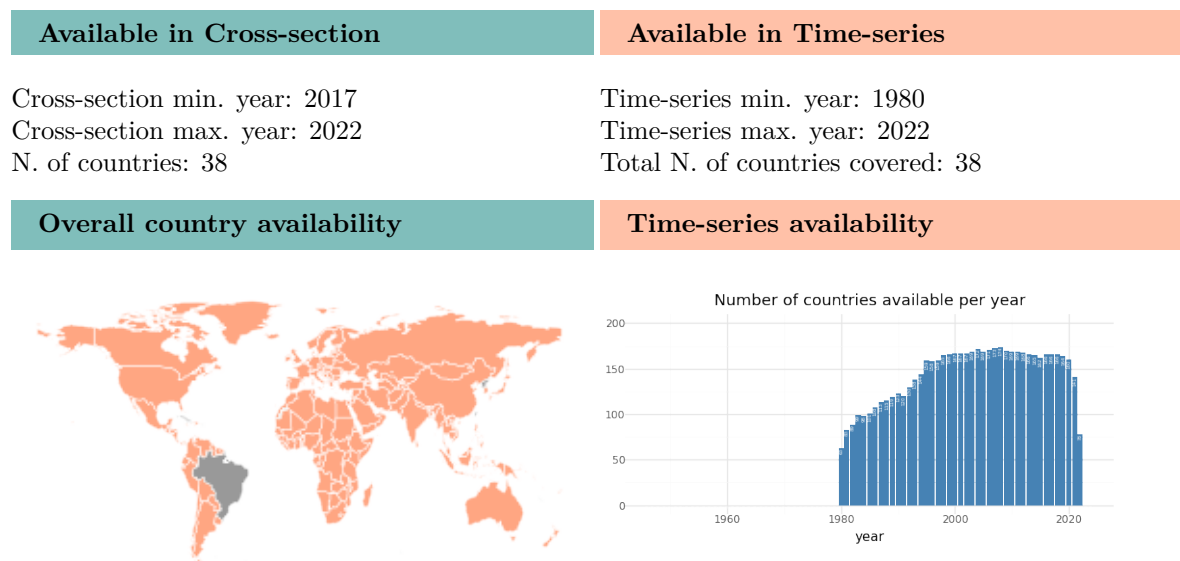 Available in Cross-section
Available in Time-series
Cross-section min. year: 2017
Cross-section max. year: 2022
N. of countries: 38
Time-series min. year: 1980
Time-series max. year: 2022
Total N. of countries covered: 38
Overall country availability
Time-series availability
Number of countries available per year
200
150
100
50
0
1960
1980
2000
2020
year